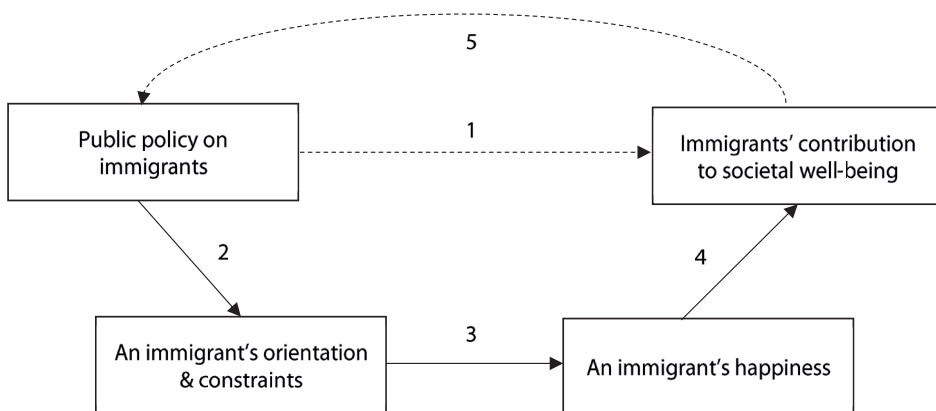 5
Public policy on
immigrants
1
Immigrants’ contribution
to societal well-being
2
4
An immigrant’s orientation
& constraints
3
An immigrant’s happiness